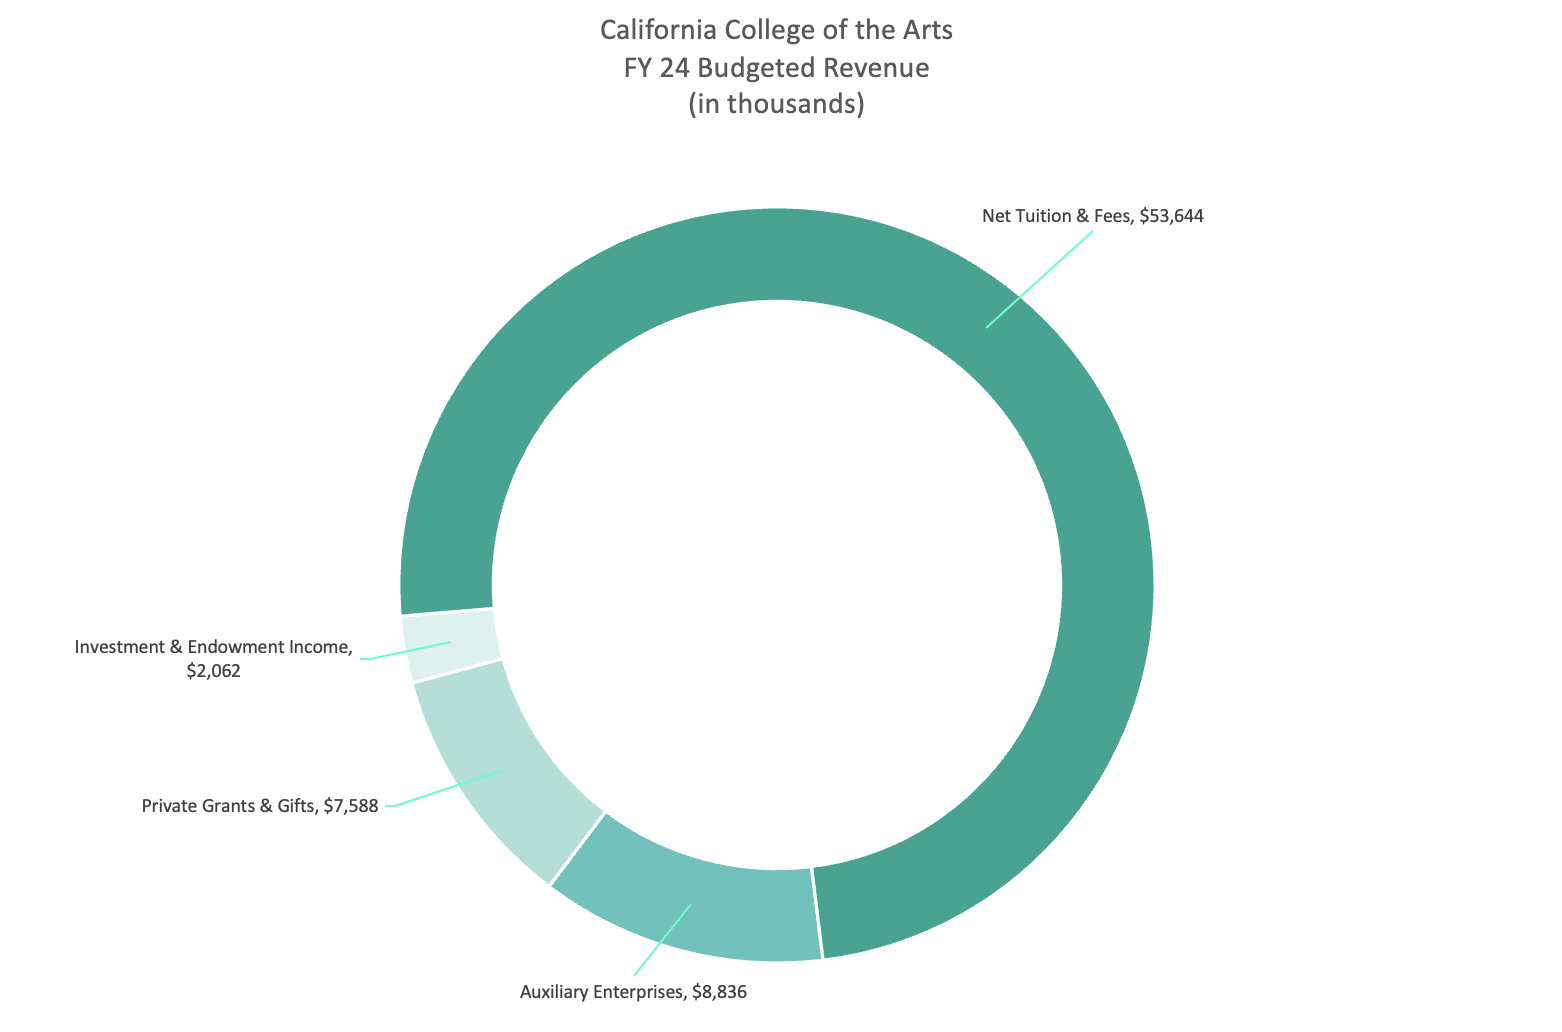 California College of the Arts
FY 24 Budgeted Revenue
(in thousands)
Net Tuition & Fees, $53,644
Investment & Endowment Income,
$2,062
Private Grants & Gifts, $7,588
Auxiliary Enterprises, $8,836